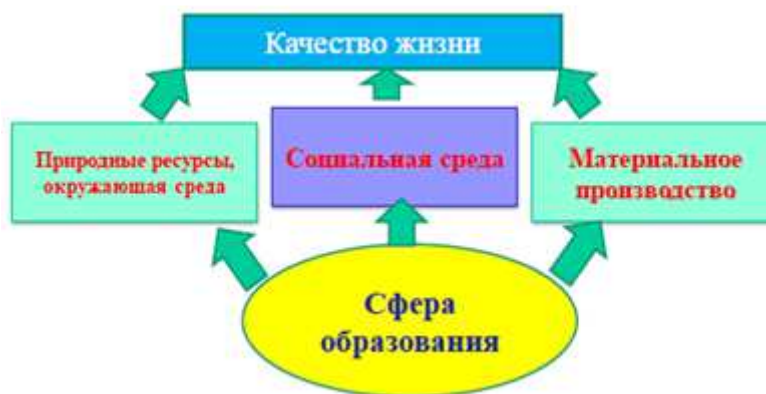 Качество жизни
Природные ресурсы,
окружающая среда
Социальная среда
Материальное
производство
Сфера
образования